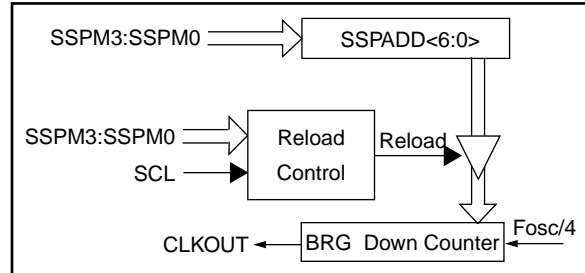 SSPM3:SSPM0
SSPADD<6:0>
SSPM3:SSPM0
SCL
Reload
Control
Reload
CLKOUT
BRG Down Counter
Fosc/4